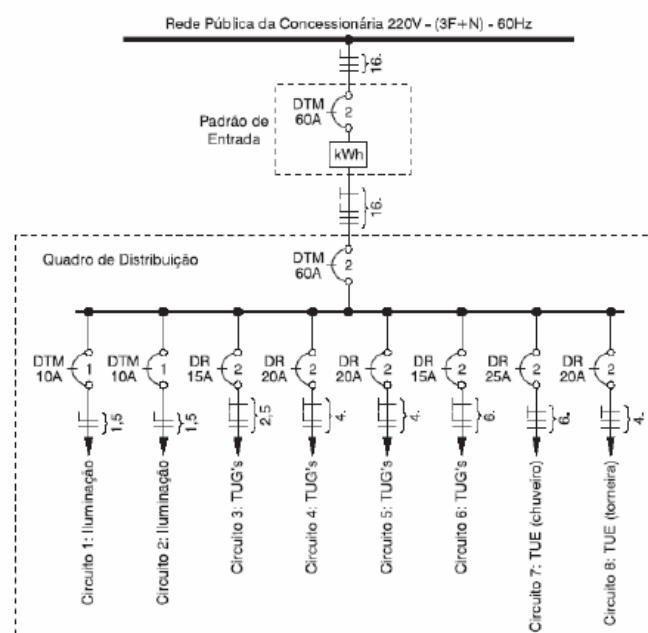 Rede Pública da Concessionária 220V - (3F+N) - 60Hz
16.
DTM
60A
2
Padrão de
Entrada
kWh
16.
Quadro de Distribuição
DTM
60A
2
DTM
10A
1
DTM
10A
1
DR
15A
2
DR
20A
2
DR
20A
2
DR
15A
2
DR
25A
2
DR
20A
2
1,5
1,5
2,5
4.
4.
6.
6.
4.
Circuito 1: Iluminação
Circuito 2: Iluminação
Circuito 3: TUG's
Circuito 4: TUG's
Circuito 5: TUG's
Circuito 6: TUG's
Circuito 7: TUE (chuveiro)
Circuito 8: TUE (torneira)